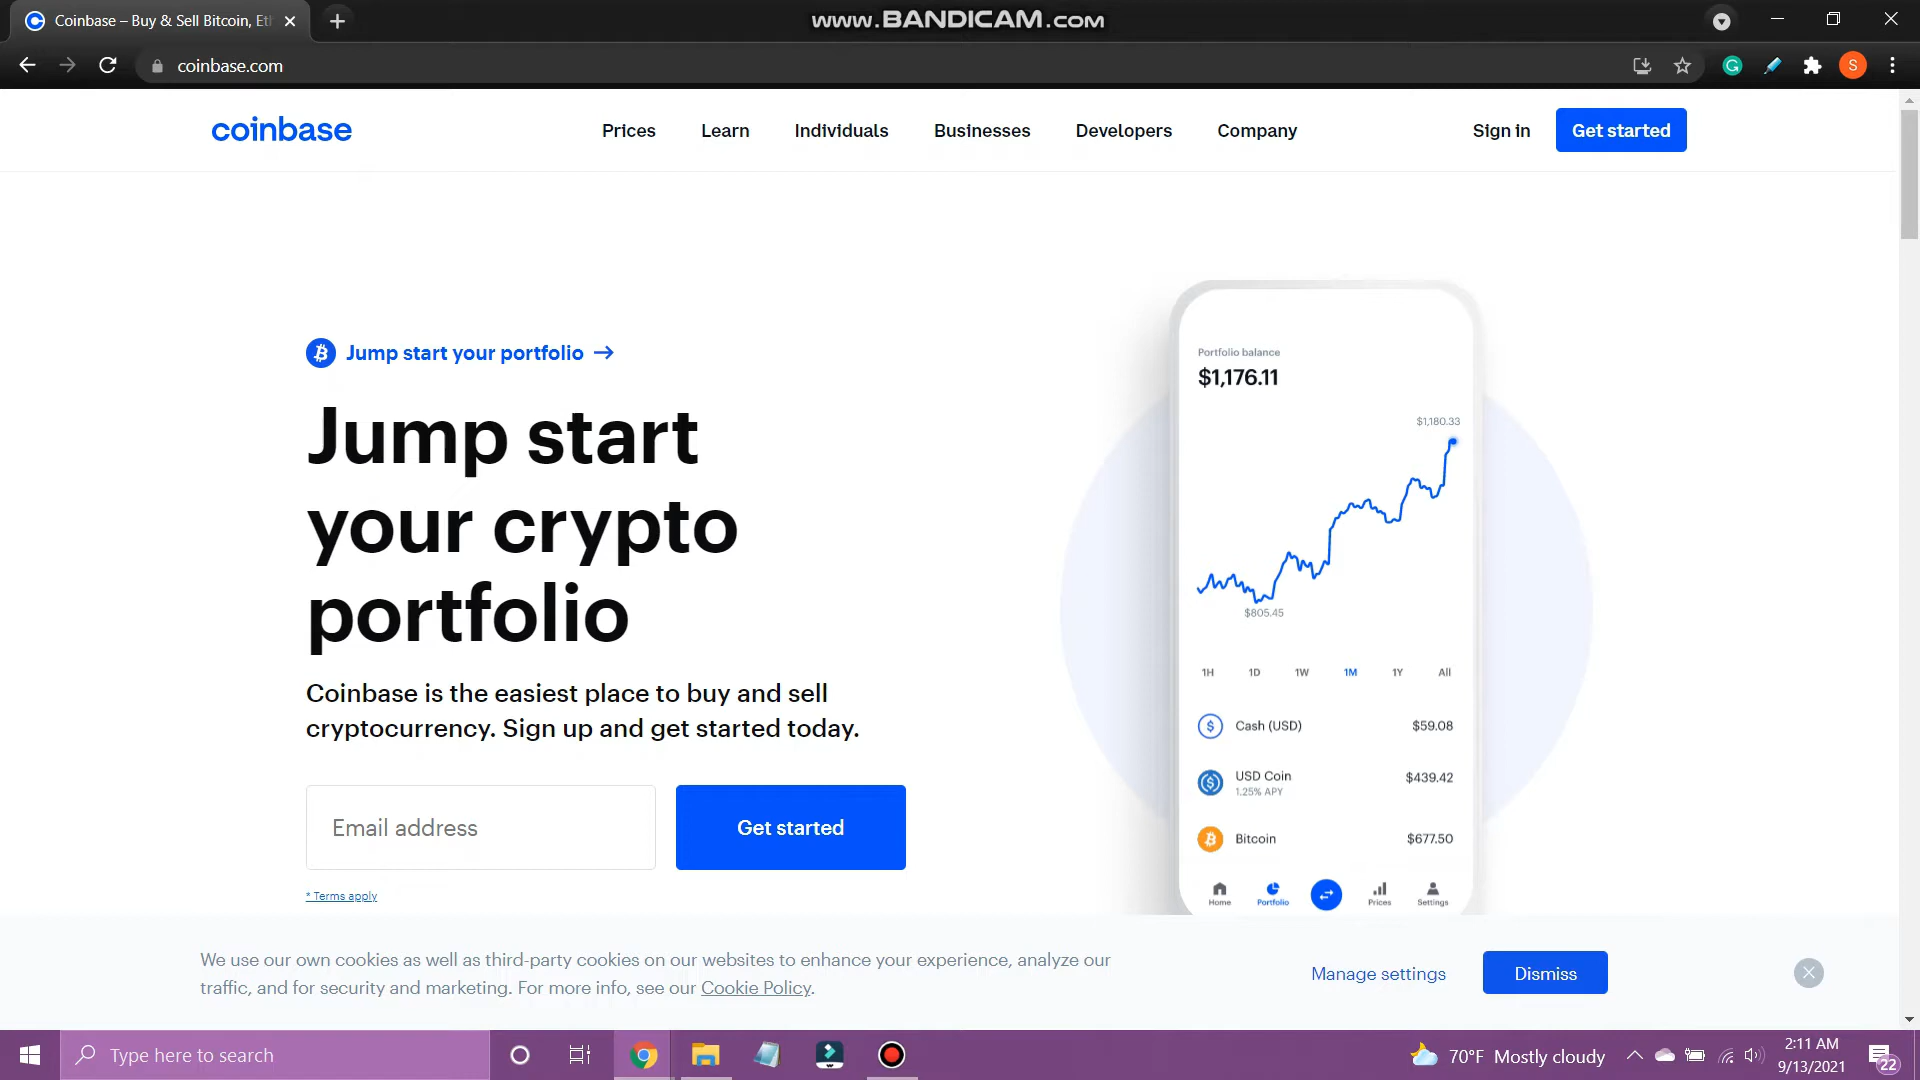 Coinbase – Buy & Sell Bitcoin, Et
www.BANDICAM.com
coinbase.com
S
coinbase
Prices
Learn
Individuals
Businesses
Developers
Company
Sign in
Get started
Jump start your portfolio →
Jump start
your crypto
portfolio
Coinbase is the easiest place to buy and sell
cryptocurrency. Sign up and get started today.
Email address
Get started
* Terms apply
Portfolio balance
$1,176.11
$1,180.33
$805.45
1H 1D 1W 1M 1Y All
Cash (USD) $59.08
USD Coin $439.42
1.25% APY
Bitcoin $677.50
Home Portfolio Prices Settings
We use our own cookies as well as third-party cookies on our websites to enhance your experience, analyze our
traffic, and for security and marketing. For more info, see our Cookie Policy.
Manage settings
Dismiss
Type here to search
70°F Mostly cloudy
2:11 AM
9/13/2021
22